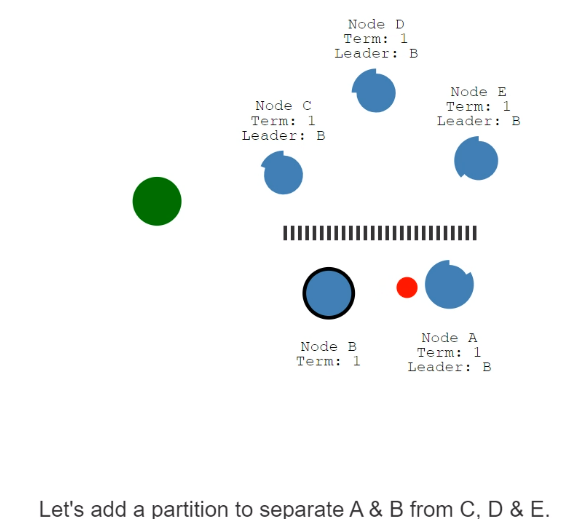 Node D
Term: 1
Leader: B
Node E
Term: 1
Leader: B
Node C
Term: 1
Leader: B
Node B
Term: 1
Node A
Term: 1
Leader: B
Let's add a partition to separate A & B from C, D & E.